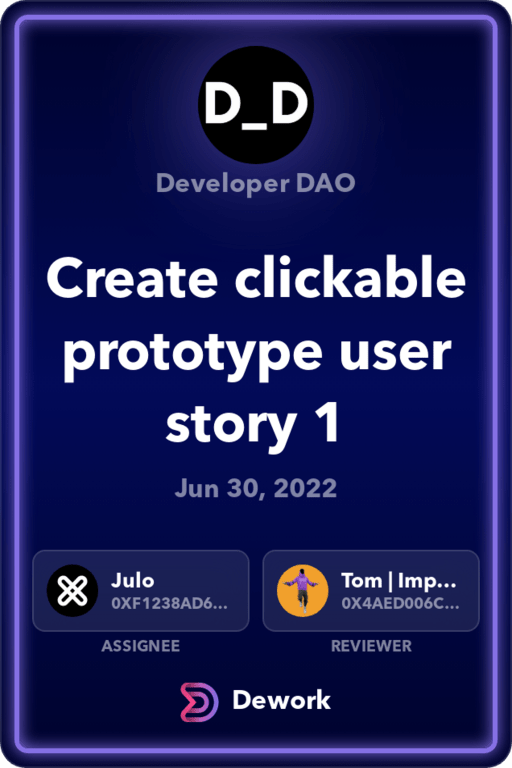 D_D
Developer DAO
Create clickable
prototype user
story 1
Jun 30, 2022
Julo
0XF1238AD6...
Tom | Imp...
0X4AED006C...
ASSIGNEE
REVIEWER
Dework